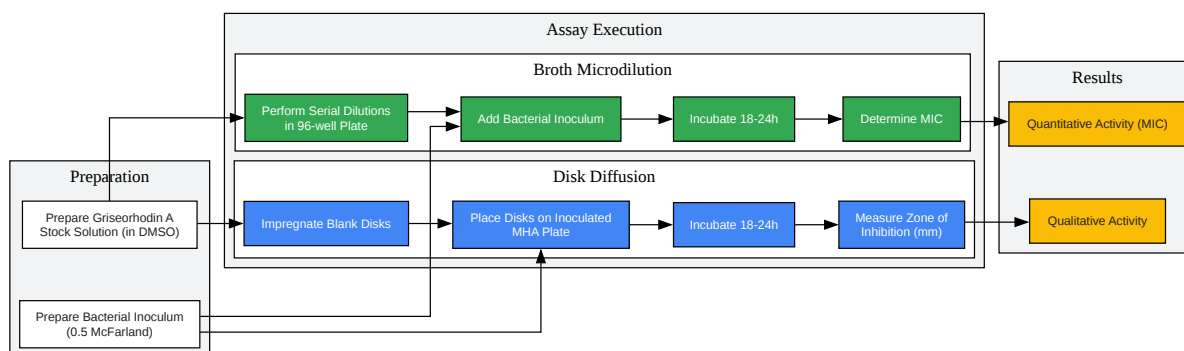 Assay Execution
Broth Microdilution
Perform Serial Dilutions
in 96-well Plate
Add Bacterial Inoculum
Incubate 18-24h
Determine MIC
Results
Quantitative Activity (MIC)
Qualitative Activity
Preparation
Prepare Griseorhodin A
Stock Solution (in DMSO)
Prepare Bacterial Inoculum
(0.5 McFarland)
Disk Diffusion
Impregnate Blank Disks
Place Disks on Inoculated
MHA Plate
Incubate 18-24h
Measure Zone of
Inhibition (mm)